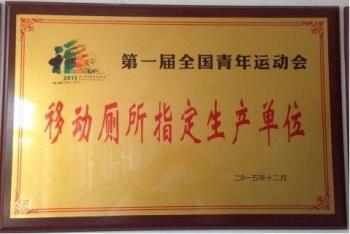 2015
第一届全国青年运动会
移动厕所指定生产单位
二〇一五年十二月